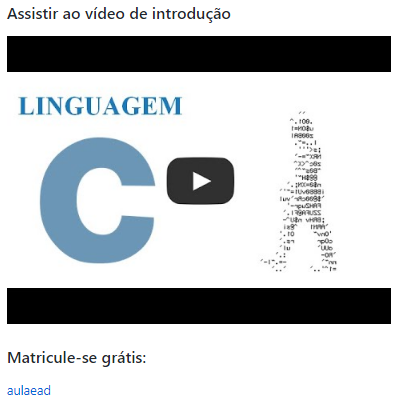 Assistir ao vídeo de introdução
LINGUAGEM
C
Matricule-se grátis:
aulaead